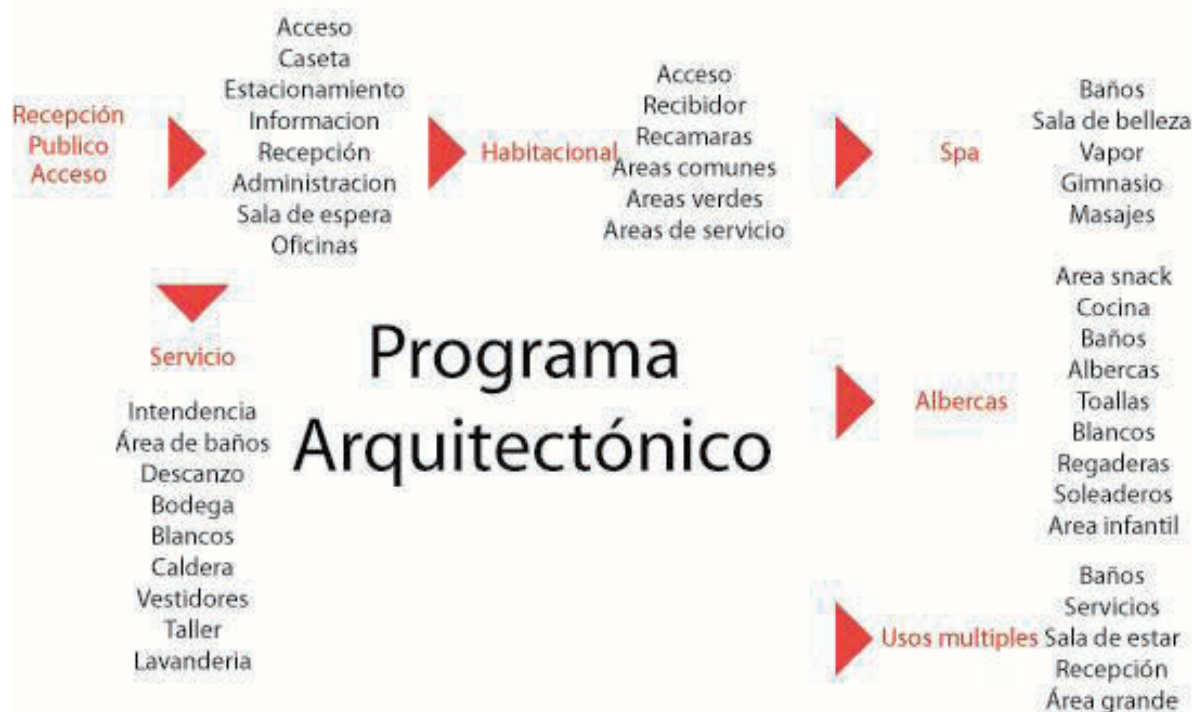 Recepción
Publico
Acceso
Acceso
Caseta
Estacionamiento
Informacion
Recepción
Administracion
Sala de espera
Oficinas
Habitacional
Acceso
Recibidor
Recamaras
Areas comunes
Areas verdes
Areas de servicio
Spa
Baños
Sala de belleza
Vapor
Gimnasio
Masajes
Servicio
Intendencia
Área de baños
Descanzo
Bodega
Blancos
Caldera
Vestidores
Taller
Lavanderia
Programa
Arquitectónico
Albercas
Area snack
Cocina
Baños
Albercas
Toallas
Blancos
Regaderas
Soleaderos
Area infantil
Usos multiples
Baños
Servicios
Sala de estar
Recepción
Área grande